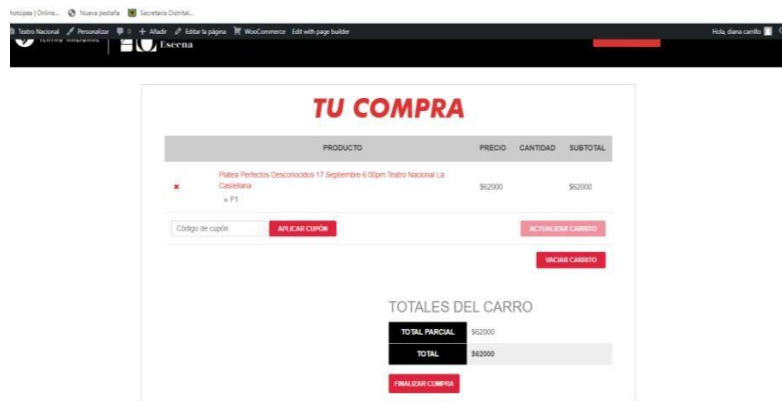 Online... Nueva pestaña Secretaría Distrital...
Teatro Nacional Personalizar 0 + Añadir Editar la página WooCommerce Edit with page builder Hola, diana carrillo
Escena
TU COMPRA
PRODUCTO PRECIO CANTIDAD SUBTOTAL
Platea Perfectos Desconocidos 17 Septiembre 6:00pm Teatro Nacional La
Castellana
F1
$62000 $62000
Código de cupón APLICAR CUPÓN ACTUALIZAR CARRITO
VACIAR CARRITO
TOTALES DEL CARRO
TOTAL PARCIAL $62000
TOTAL $62000
FINALIZAR COMPRA